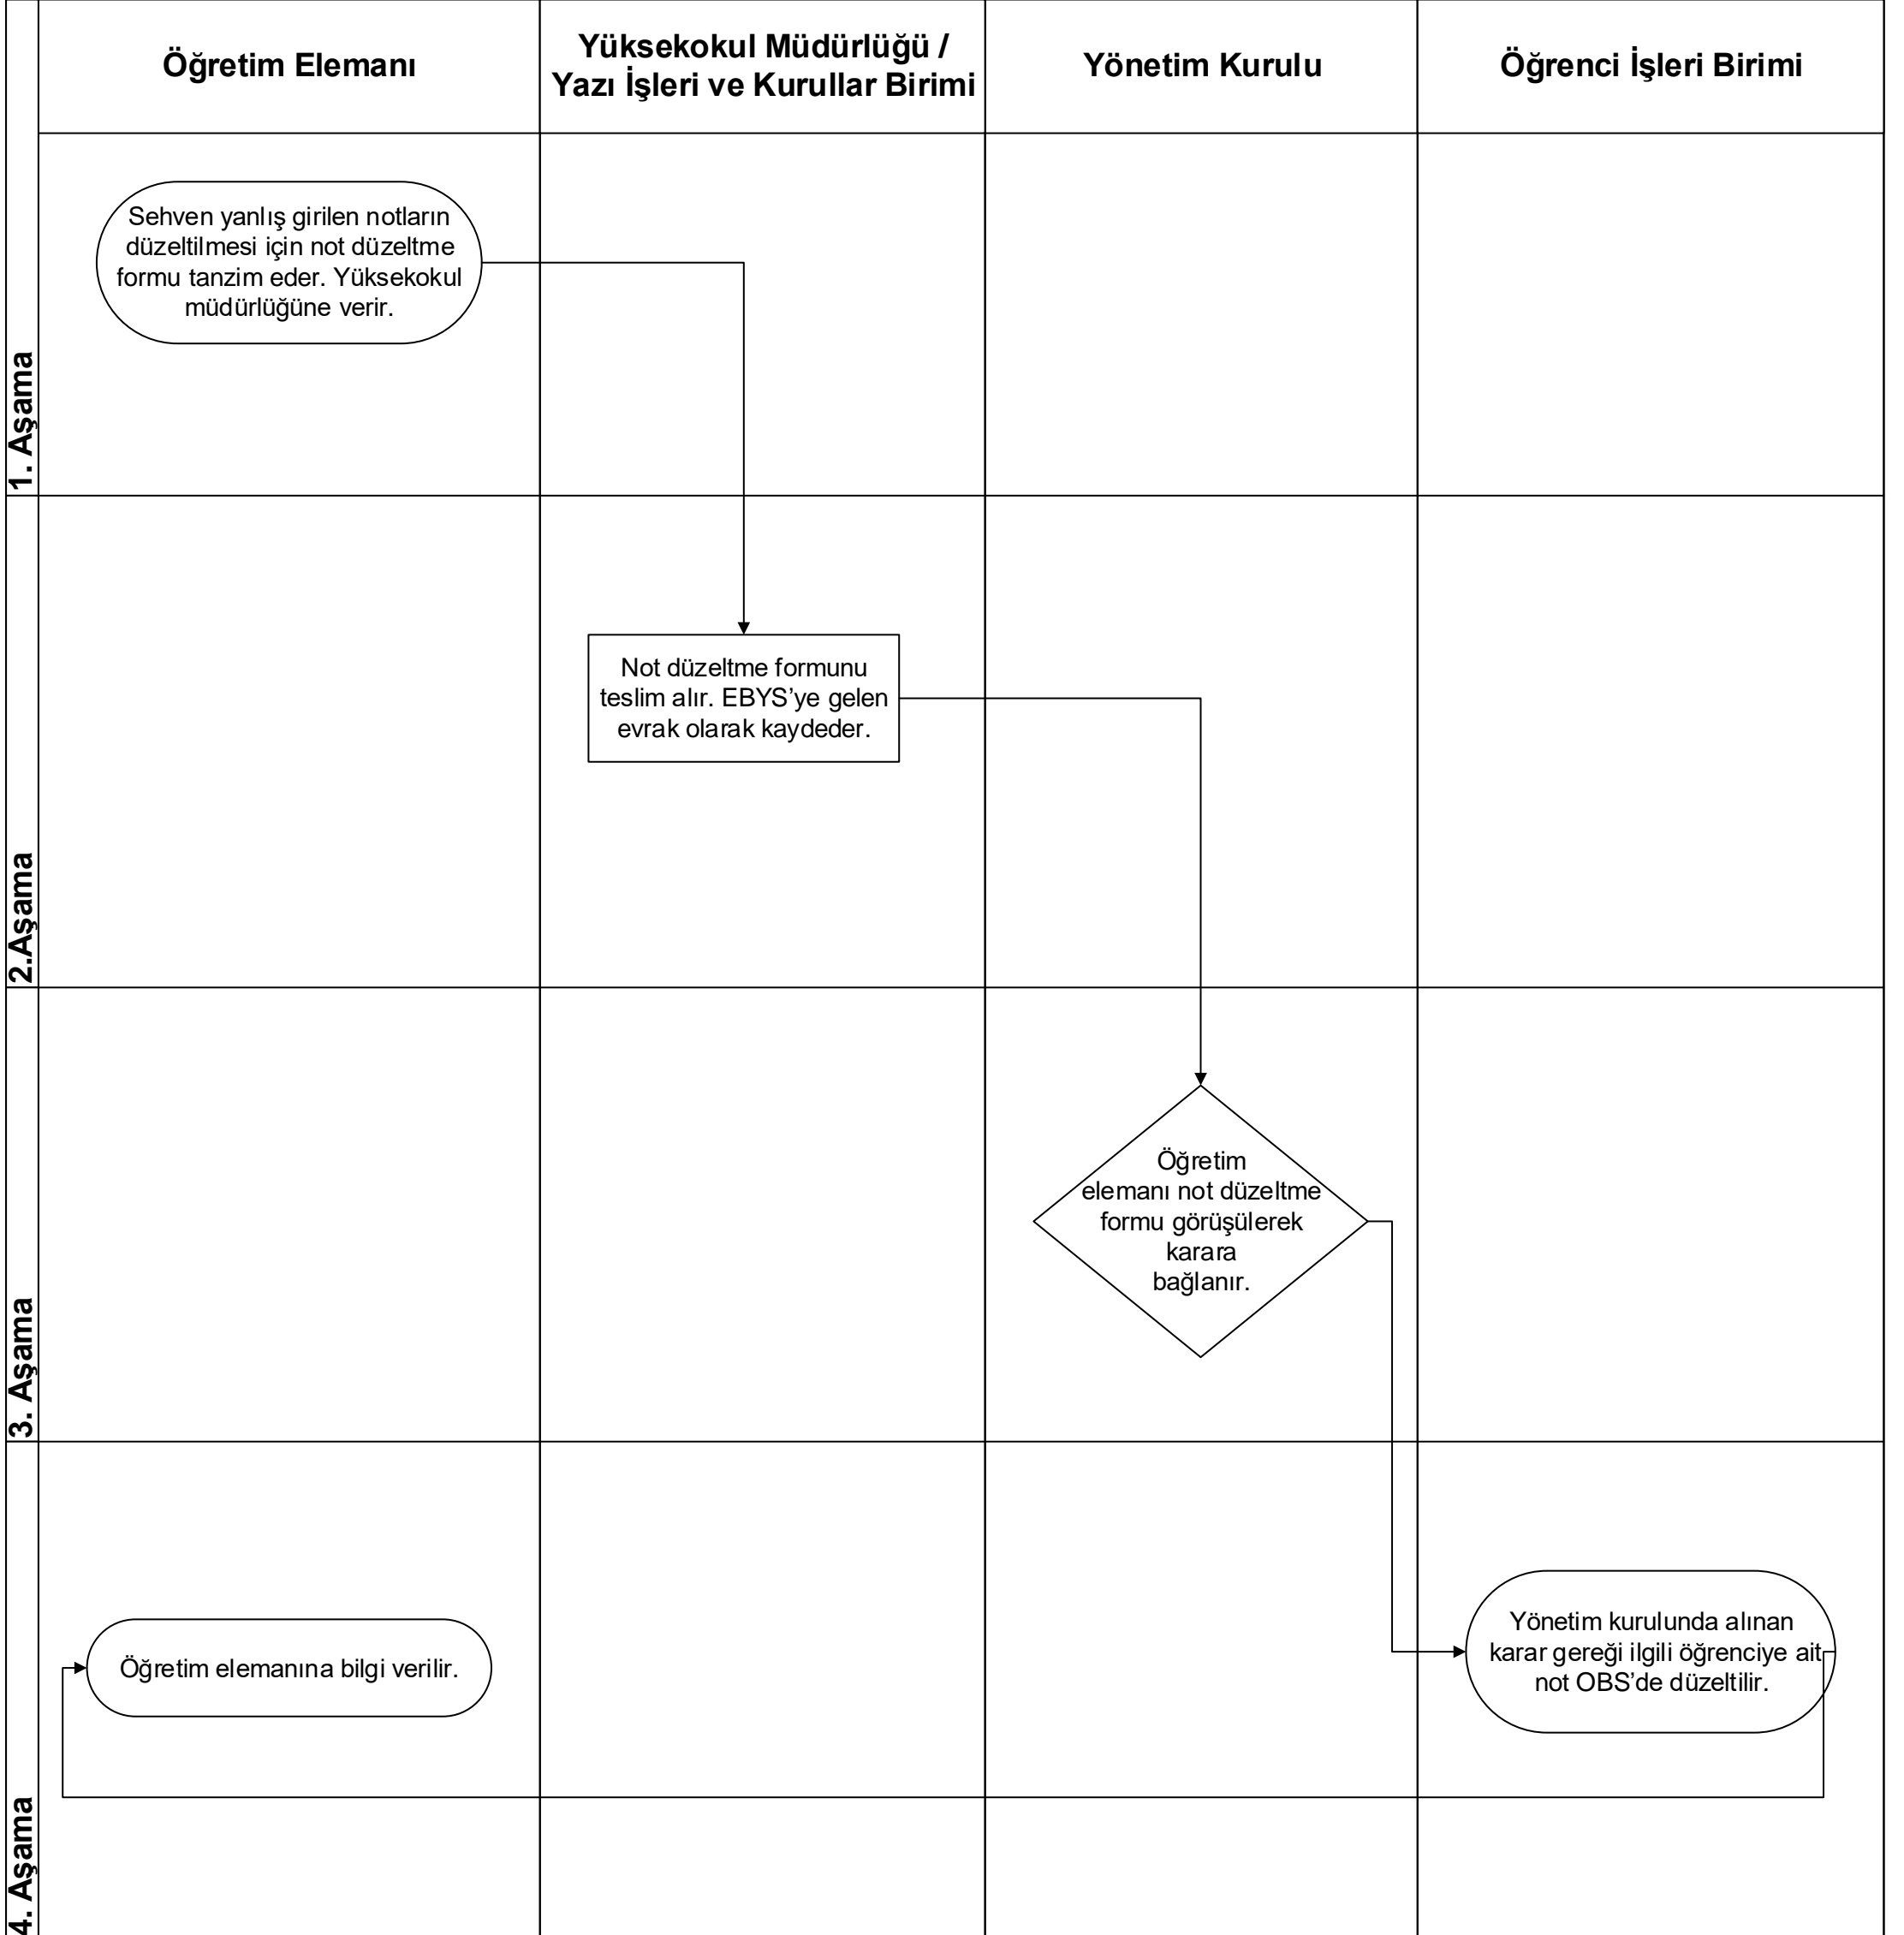 Öğretim Elemanı
Yüksekokul Müdürlüğü /
Yazı İşleri ve Kurullar Birimi
Yönetim Kurulu
Öğrenci İşleri Birimi
1. Aşama
Sehven yanlış girilen notların
düzeltilmesi için not düzeltme
formu tanzim eder. Yüksekokul
müdürlüğüne verir.
2.Aşama
Not düzeltme formunu
teslim alır. EBYS’ye gelen
evrak olarak kaydeder.
3. Aşama
Öğretim
elemanı not düzeltme
formu görüşülerek
karara
bağlanır.
4. Aşama
Öğretim elemanına bilgi verilir.
Yönetim kurulunda alınan
karar gereği ilgili öğrenciye ait
not OBS’de düzeltilir.